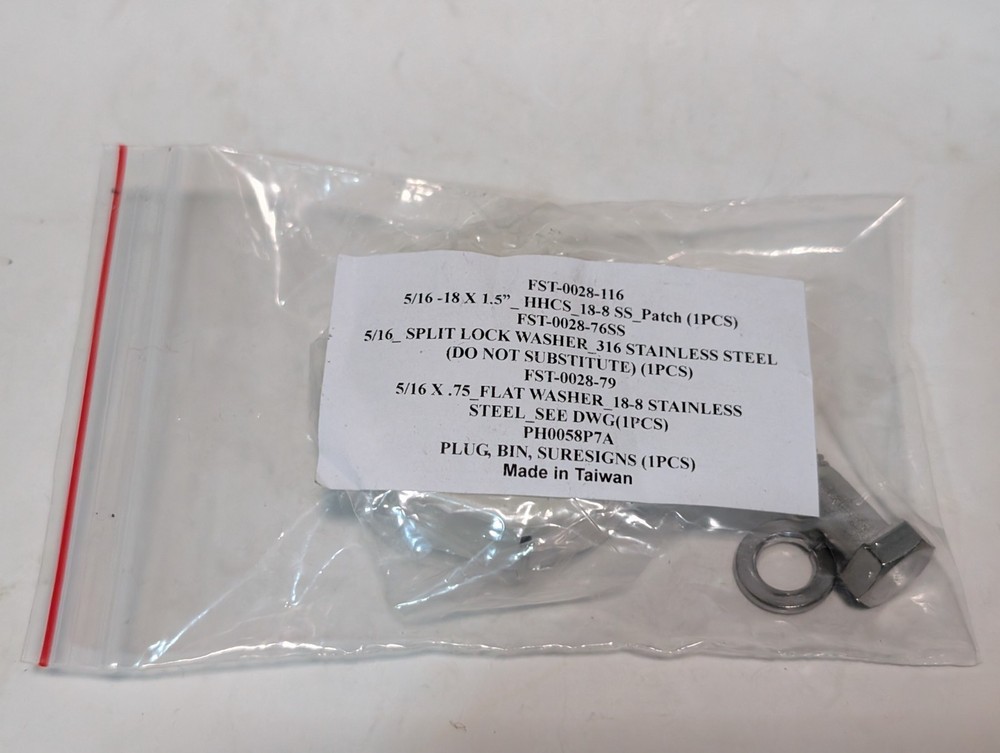 FST-0028-116
5/16 -18 X 1.5”_ HHCS_18-8 SS_Patch (1PCS)
FST-0028-76SS
5/16_ SPLIT LOCK WASHER_316 STAINLESS STEEL
(DO NOT SUBSTITUTE) (1PCS)
FST-0028-79
5/16 X .75_FLAT WASHER_18-8 STAINLESS
STEEL_SEE DWG(1PCS)
PH0058P7A
PLUG, BIN, SURESIGNS (1PCS)
Made in Taiwan